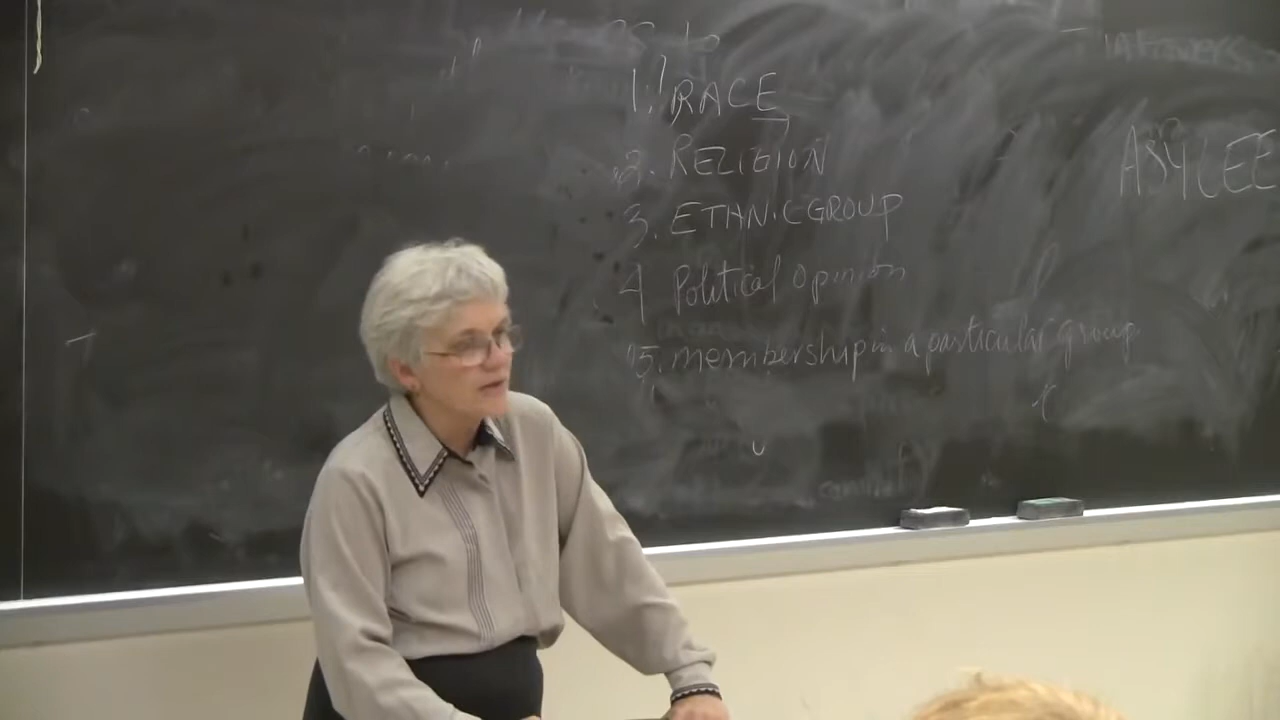 1. RACE
2. RELIGION
3. ETHNIC GROUP
4 Political Opinion
5. membership in a particular group
ASYLEE